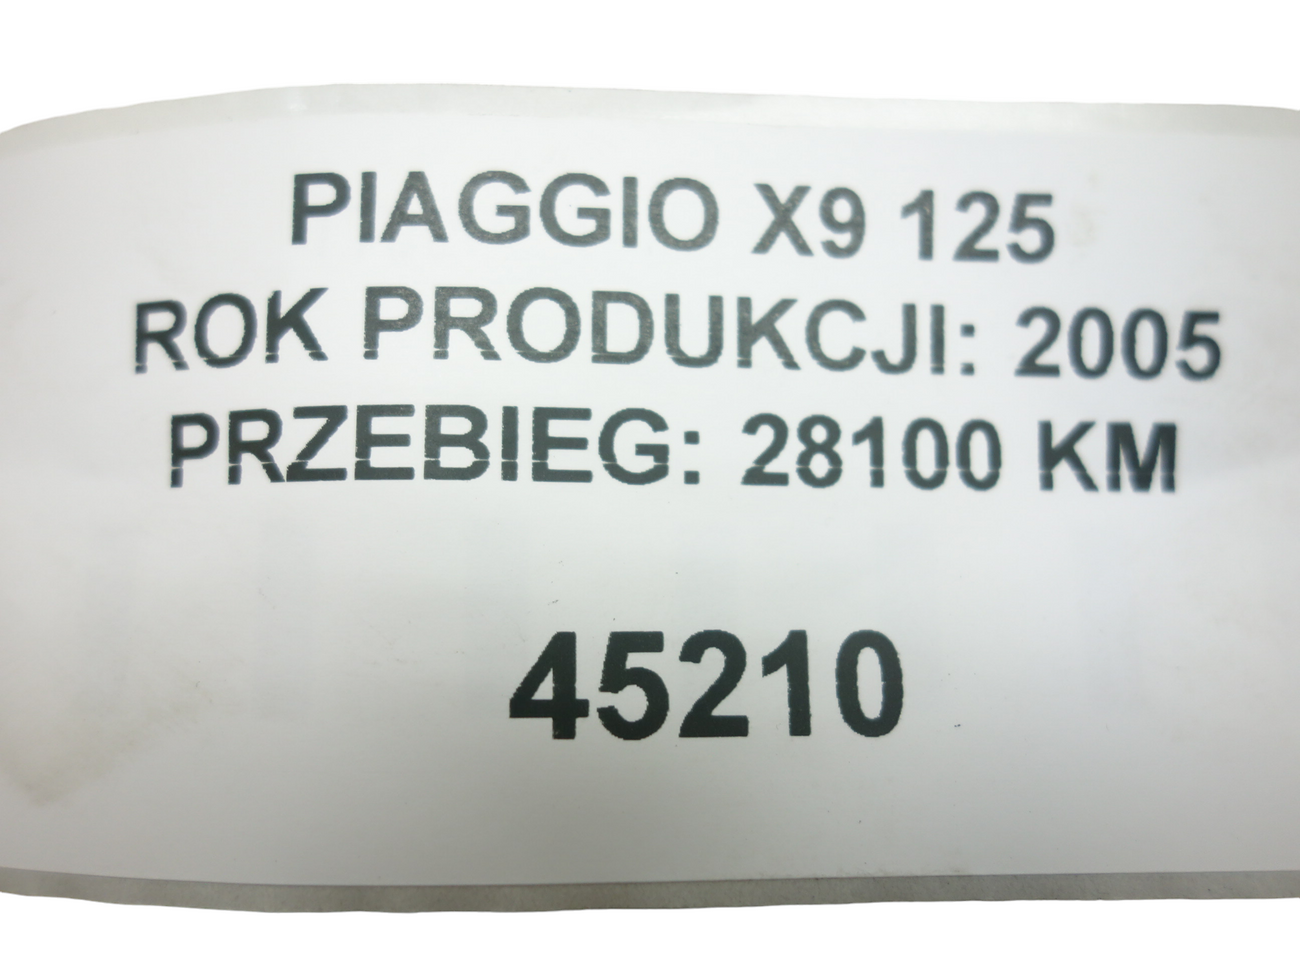 PIAGGIO X9 125
ROK PRODUKCJI: 2005
PRZEBIEG: 28100 KM
45210